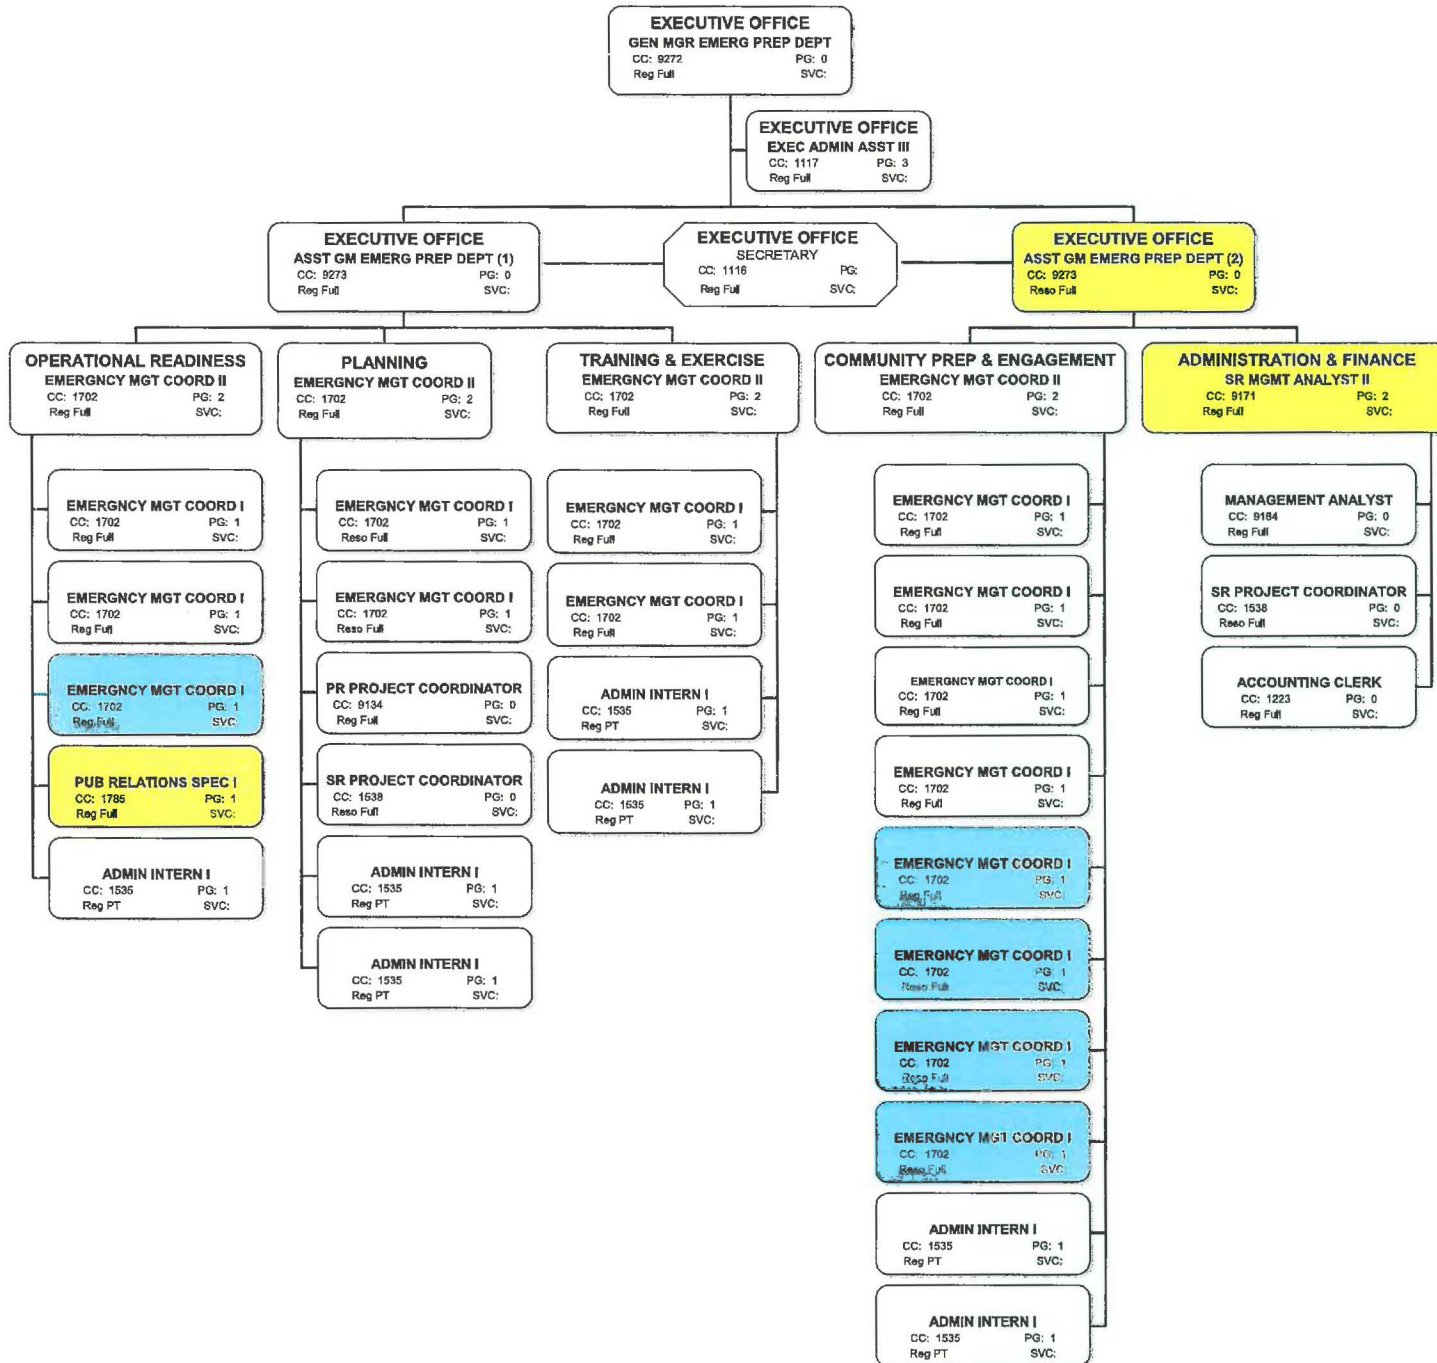 EXECUTIVE OFFICE
GEN MGR EMERG PREP DEPT
CC: 9272 PG: 0
Reg Full SVC:
EXECUTIVE OFFICE
EXEC ADMIN ASST III
CC: 1117 PG: 3
Reg Full SVC:
EXECUTIVE OFFICE
ASST GM EMERG PREP DEPT (1)
CC: 9273 PG: 0
Reg Full SVC:
EXECUTIVE OFFICE
SECRETARY
CC: 1116 PG:
Reg Full SVC:
EXECUTIVE OFFICE
ASST GM EMERG PREP DEPT (2)
CC: 9273 PG: 0
Reso Full SVC:
OPERATIONAL READINESS
EMERGNCY MGT COORD II
CC: 1702 PG: 2
Reg Full SVC:
EMERGNCY MGT COORD I
CC: 1702 PG: 1
Reg Full SVC:
EMERGNCY MGT COORD I
CC: 1702 PG: 1
Reg Full SVC:
EMERGNCY MGT COORD I
CC: 1702 PG: 1
Reg Full SVC:
PUB RELATIONS SPEC I
CC: 1785 PG: 1
Reg Full SVC:
ADMIN INTERN I
CC: 1535 PG: 1
Reg PT SVC:
PLANNING
EMERGNCY MGT COORD II
CC: 1702 PG: 2
Reg Full SVC:
EMERGNCY MGT COORD I
CC: 1702 PG: 1
Reso Full SVC:
EMERGNCY MGT COORD I
CC: 1702 PG: 1
Reso Full SVC:
PR PROJECT COORDINATOR
CC: 9134 PG: 0
Reg Full SVC:
SR PROJECT COORDINATOR
CC: 1538 PG: 0
Reso Full SVC:
ADMIN INTERN I
CC: 1535 PG: 1
Reg PT SVC:
ADMIN INTERN I
CC: 1535 PG: 1
Reg PT SVC:
TRAINING & EXERCISE
EMERGNCY MGT COORD II
CC: 1702 PG: 2
Reg Full SVC:
EMERGNCY MGT COORD I
CC: 1702 PG: 1
Reg Full SVC:
EMERGNCY MGT COORD I
CC: 1702 PG: 1
Reg Full SVC:
ADMIN INTERN I
CC: 1535 PG: 1
Reg PT SVC:
ADMIN INTERN I
CC: 1535 PG: 1
Reg PT SVC:
COMMUNITY PREP & ENGAGEMENT
EMERGNCY MGT COORD II
CC: 1702 PG: 2
Reg Full SVC:
EMERGNCY MGT COORD I
CC: 1702 PG: 1
Reg Full SVC:
EMERGNCY MGT COORD I
CC: 1702 PG: 1
Reg Full SVC:
EMERGNCY MGT COORD I
CC: 1702 PG: 1
Reg Full SVC:
EMERGNCY MGT COORD I
CC: 1702 PG: 1
Reg Full SVC:
EMERGNCY MGT COORD I
CC: 1702 PG: 1
Reg Full SVC:
EMERGNCY MGT COORD I
CC: 1702 PG: 1
Reso Full SVC:
EMERGNCY MGT COORD I
CC: 1702 PG: 1
Reso Full SVC:
EMERGNCY MGT COORD I
CC: 1702 PG: 1
Reso Full SVC:
ADMIN INTERN I
CC: 1535 PG: 1
Reg PT SVC:
ADMIN INTERN I
CC: 1535 PG: 1
Reg PT SVC:
ADMINISTRATION & FINANCE
SR MGMT ANALYST II
CC: 9171 PG: 2
Reg Full SVC:
MANAGEMENT ANALYST
CC: 9184 PG: 0
Reg Full SVC:
SR PROJECT COORDINATOR
CC: 1538 PG: 0
Reso Full SVC:
ACCOUNTING CLERK
CC: 1223 PG: 0
Reg Full SVC: